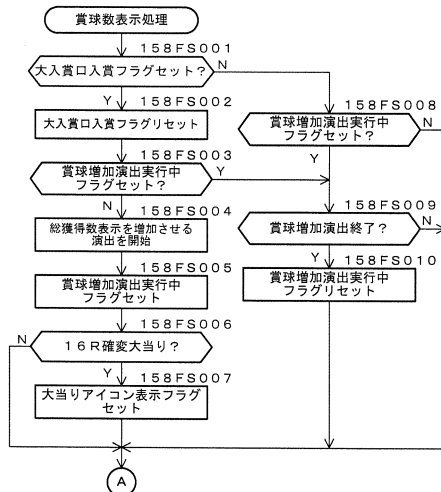 賞球数表示処理
158FS001
大入賞口入賞フラグセット？
N
Y
158FS002
大入賞口入賞フラグリセット
158FS003
賞球増加演出実行中
フラグセット？
Y
N
158FS004
総獲得数表示を増加させる
演出を開始
158FS005
賞球増加演出実行中
フラグセット
158FS006
N
16R確変大当り？
Y
158FS007
大当りアイコン表示フラグ
セット
A
158FS008
賞球増加演出実行中
フラグセット？
N
Y
158FS009
賞球増加演出終了？
N
Y
158FS010
賞球増加演出実行中
フラグリセット